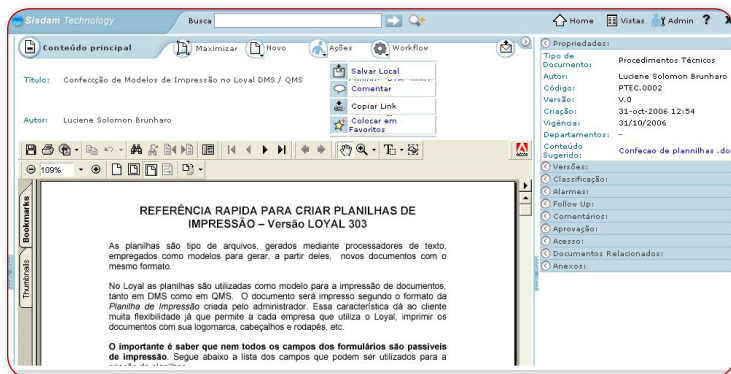 Sisdam Technology
Busca
Home Vistas Admin ? X
Conteúdo principal
Maximizar Novo Ações Workflov
Salvar Local
Comentar
Copiar Link
Colocar em
Favoritos
Título: Confecção de Modelos de Impressão no Loyal DMS / QMS
Autor: Luciene Solomon Brunharo
109%
Bookmarks
Thumbnails
REFERÊNCIA RAPIDA PARA CRIAR PLANILHAS DE
IMPRESSÃO – Versão LOYAL 303
As planilhas são tipo de arquivos, gerados mediante processadores de texto,
empregados como modelos para gerar, a partir deles, novos documentos com o
mesmo formato.
No Loyal as planilhas são utilizadas como modelo para a impressão de documentos,
tanto em DMS como em QMS. O documento será impresso segundo o formato da
Planilha de Impressão criada pelo administrador. Essa característica dá ao cliente
muita flexibilidade já que permite a cada empresa que utiliza o Loyal, imprimir os
documentos com sua logomarca, cabeçalhos e rodapés, etc.
O importante é saber que nem todos os campos dos formulários são passiveis
de impressão. Segue abaixo a lista dos campos que podem ser utilizados para a
Propriedades:
Tipo de
Documento: Procedimentos Técnicos
Autor: Luciene Solomon Brunharo
Código: PTEC.0002
Versão: V.0
Criação: 31-oct-2006 12:54
Vigência: 31/10/2006
Departamentos: -
Conteúdo
Sugerido: Confecao de plannilhas .do
Versões:
Classificação:
Alarmes:
Follow Up:
Comentários:
Aprovação:
Acesso:
Documentos Relacionados:
Anexos: